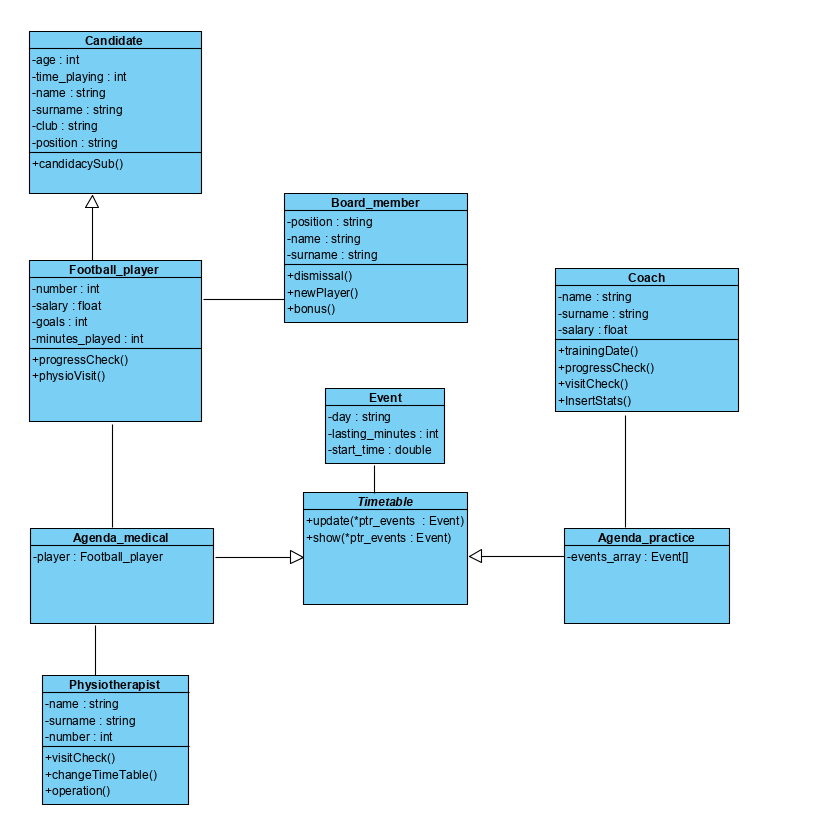 Candidate
-age : int
-time_playing : int
-name : string
-surname : string
-club : string
-position : string
+candidacySub()
Board_member
-position : string
-name : string
-surname : string
+dismissal()
+newPlayer()
+bonus()
Football_player
-number : int
-salary : float
-goals : int
-minutes_played : int
+progressCheck()
+physioVisit()
Coach
-name : string
-surname : string
-salary : float
+trainingDate()
+progressCheck()
+visitCheck()
+InsertStats()
Event
-day : string
-lasting_minutes : int
-start_time : double
Timetable
+update(*ptr_events : Event)
+show(*ptr_events : Event)
Agenda_medical
-player : Football_player
Agenda_practice
-events_array : Event[]
Physiotherapist
-name : string
-surname : string
-number : int
+visitCheck()
+changeTimeTable()
+operation()